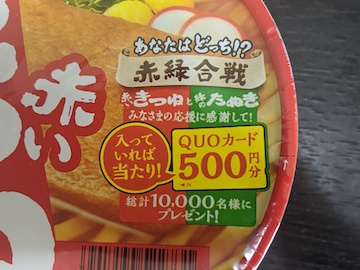 あなたはどっち!?
赤緑合戦
赤いきつねと緑のたぬき
みなさまの応援に感謝して!
入って
いれば
当たり!
QUOカード
500円分
総計10,000名様に
プレゼント!
赤い